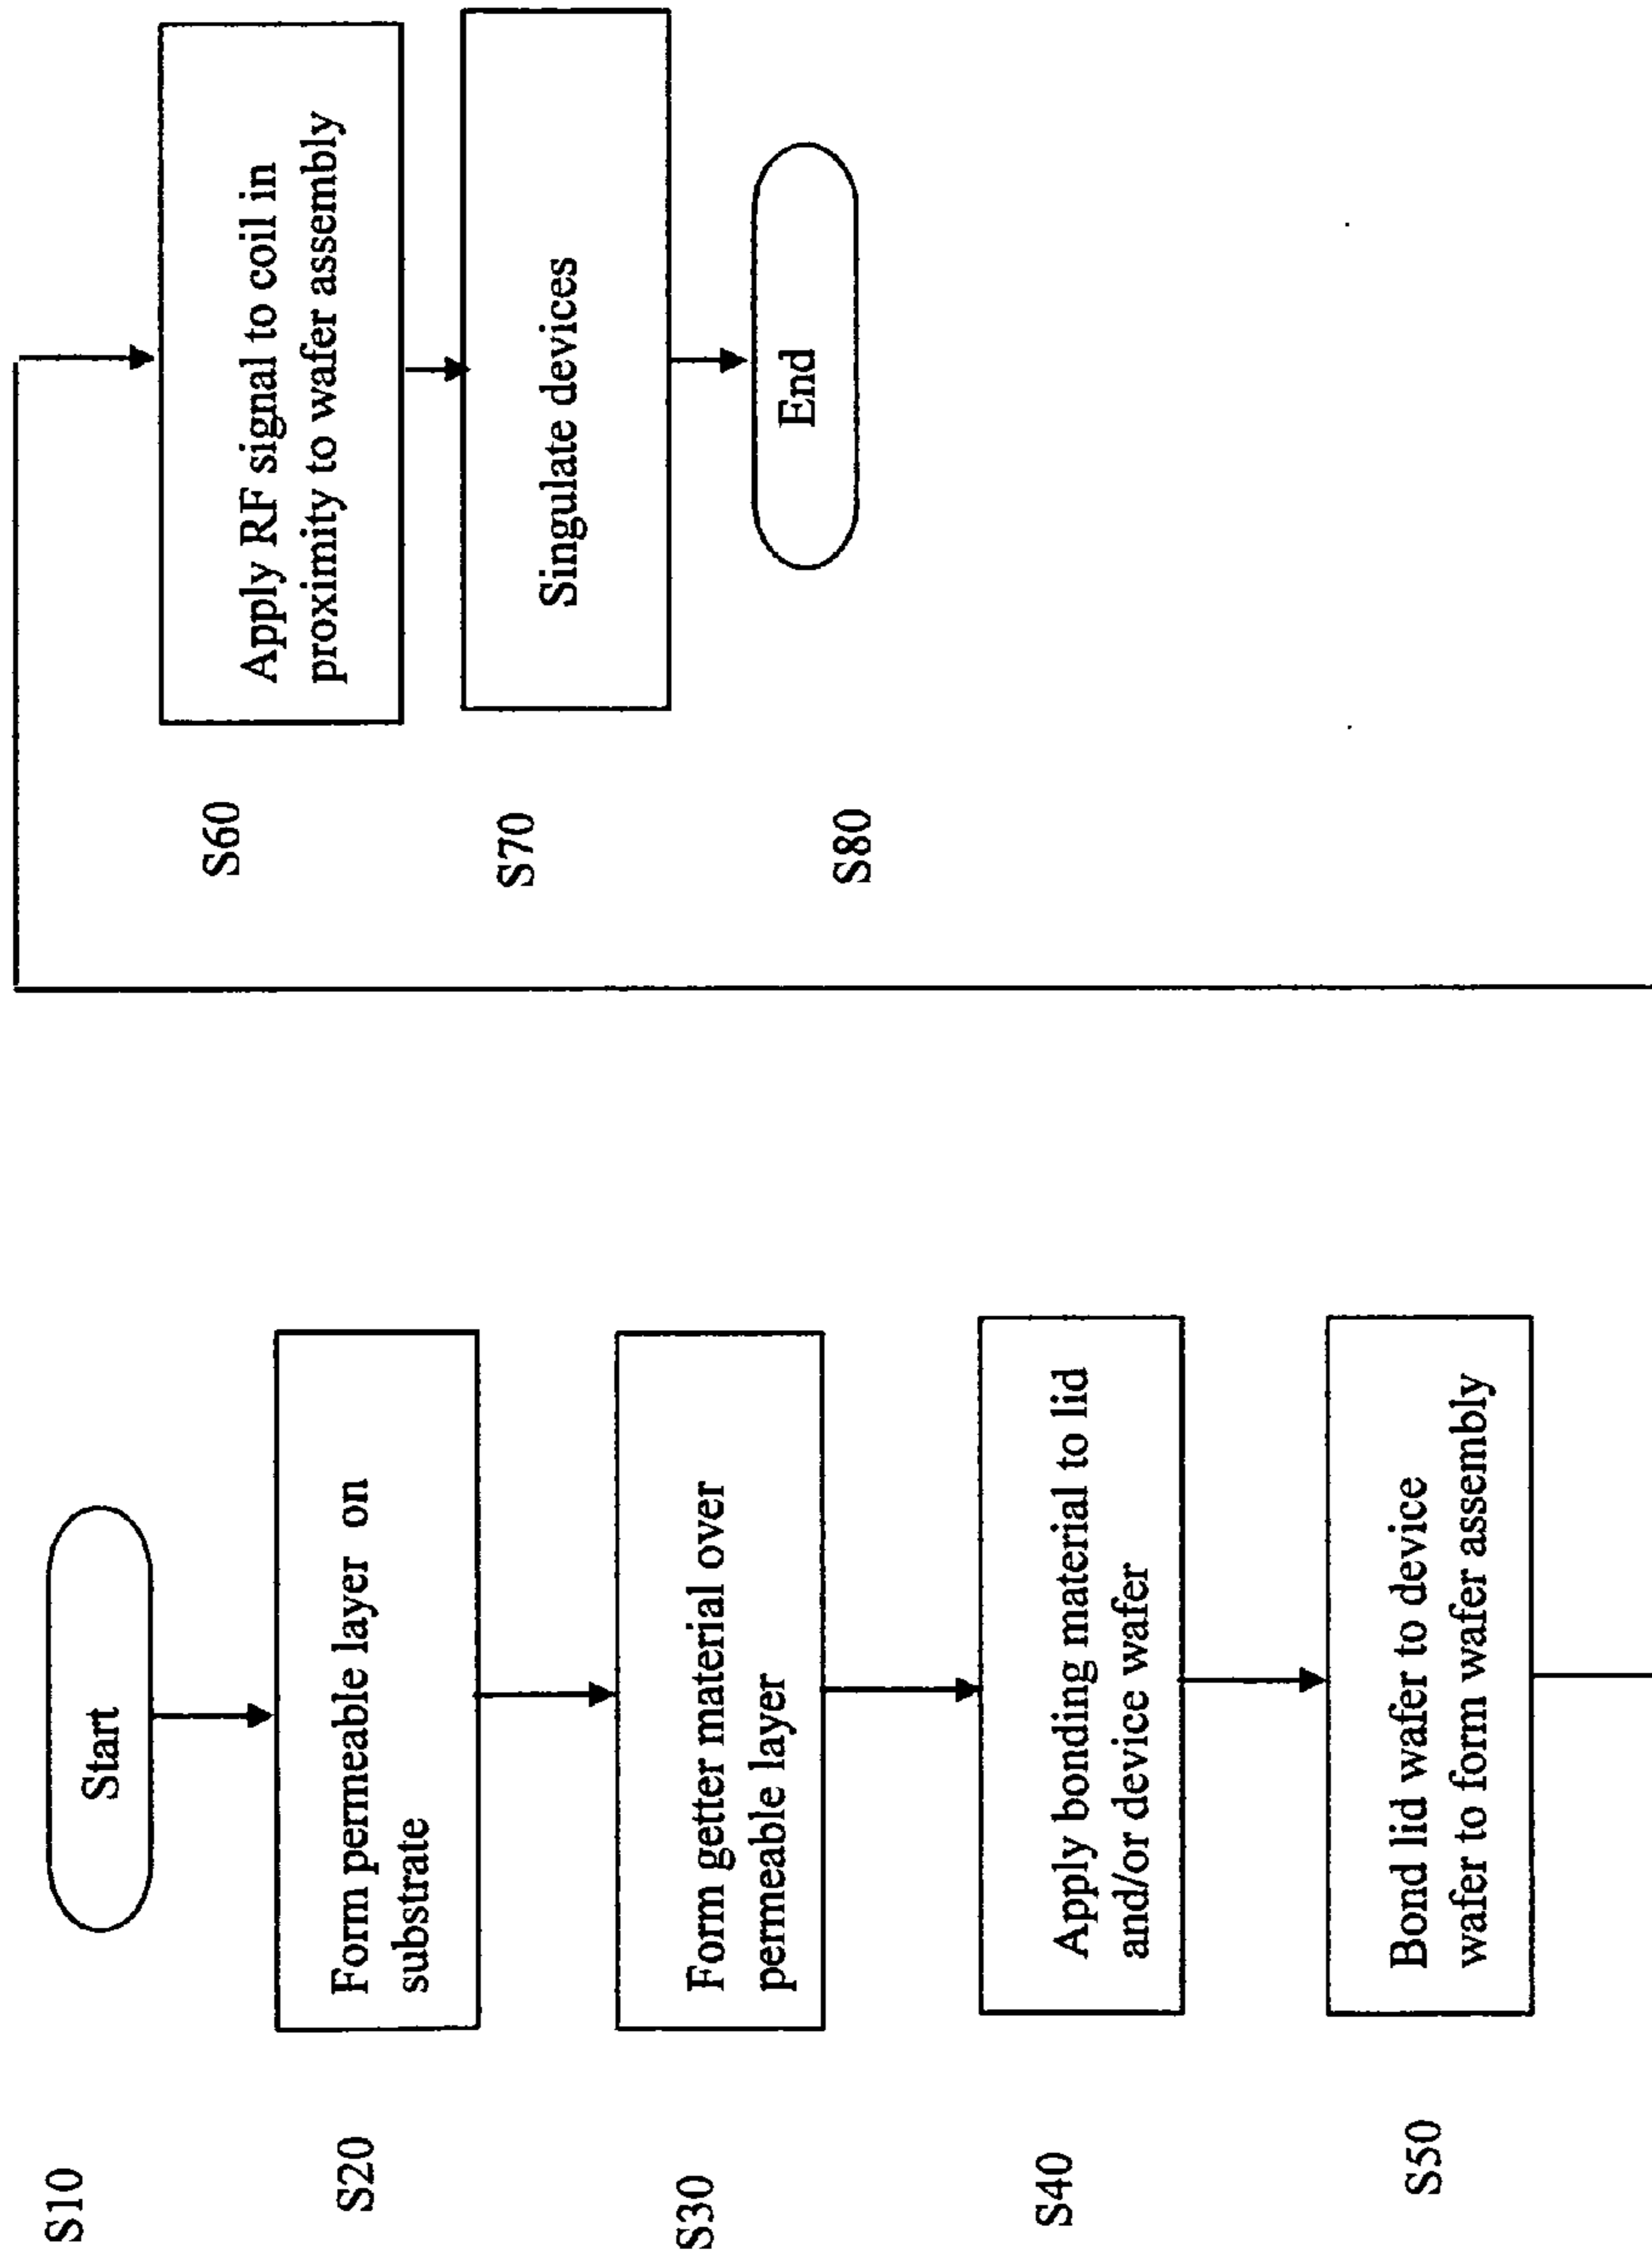 S10
Start
S20
Form permeable layer on
substrate
S30
Form getter material over
permeable layer
S40
Apply bonding material to lid
and/or device wafer
S50
Bond lid wafer to device
wafer to form wafer assembly
S60
Apply RF signal to coil in
proximity to wafer assembly
S70
Singulate devices
S80
End